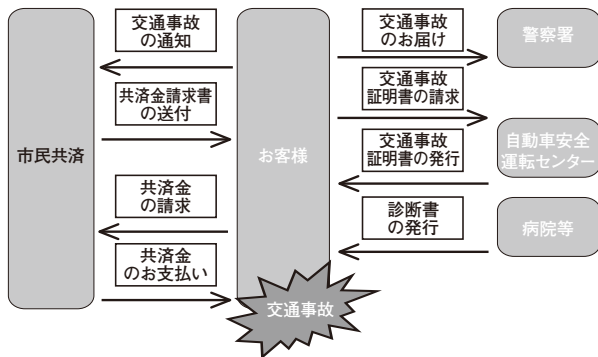 市民共済
交通事故
の通知
共済金請求書
の送付
共済金
の請求
共済金
のお支払い
お客様
交通事故
交通事故
のお届け
交通事故
証明書の請求
交通事故
証明書の発行
診断書
の発行
警察署
自動車安全
運転センター
病院等